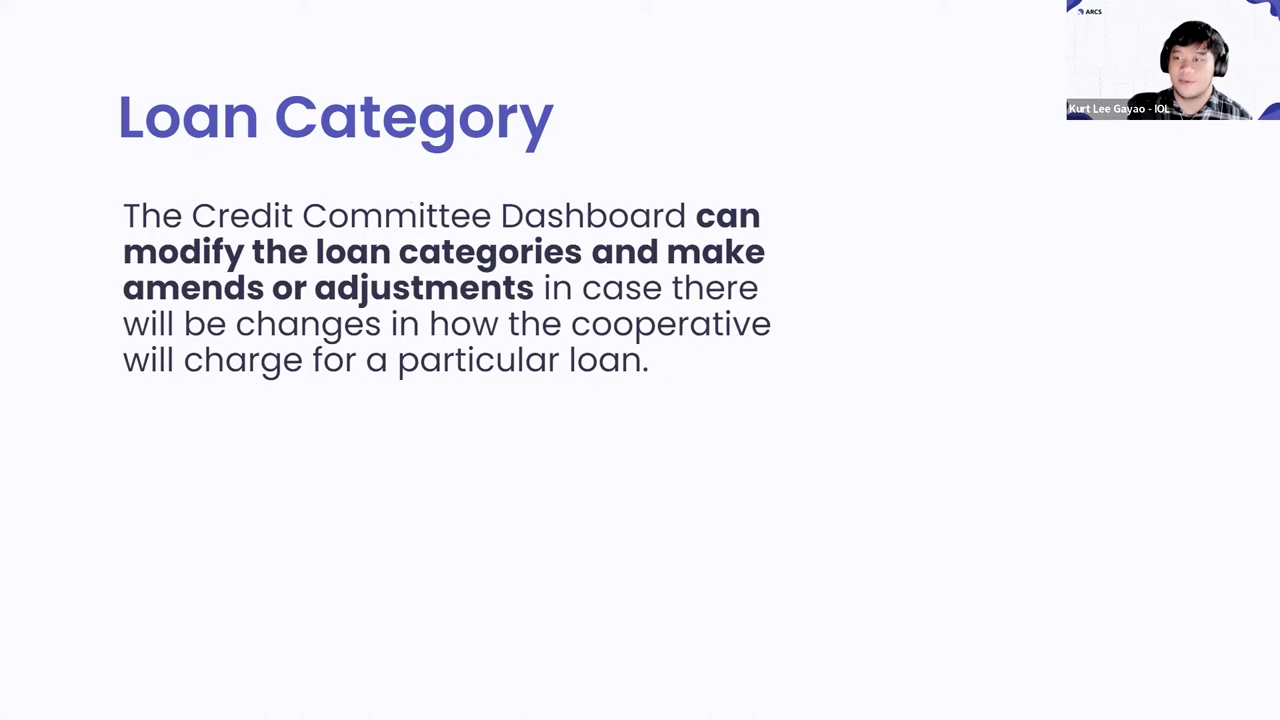 ARCS
Kurt Lee Gayao - IOL
Loan Category
The Credit Committee Dashboard can
modify the loan categories and make
amends or adjustments in case there
will be changes in how the cooperative
will charge for a particular loan.